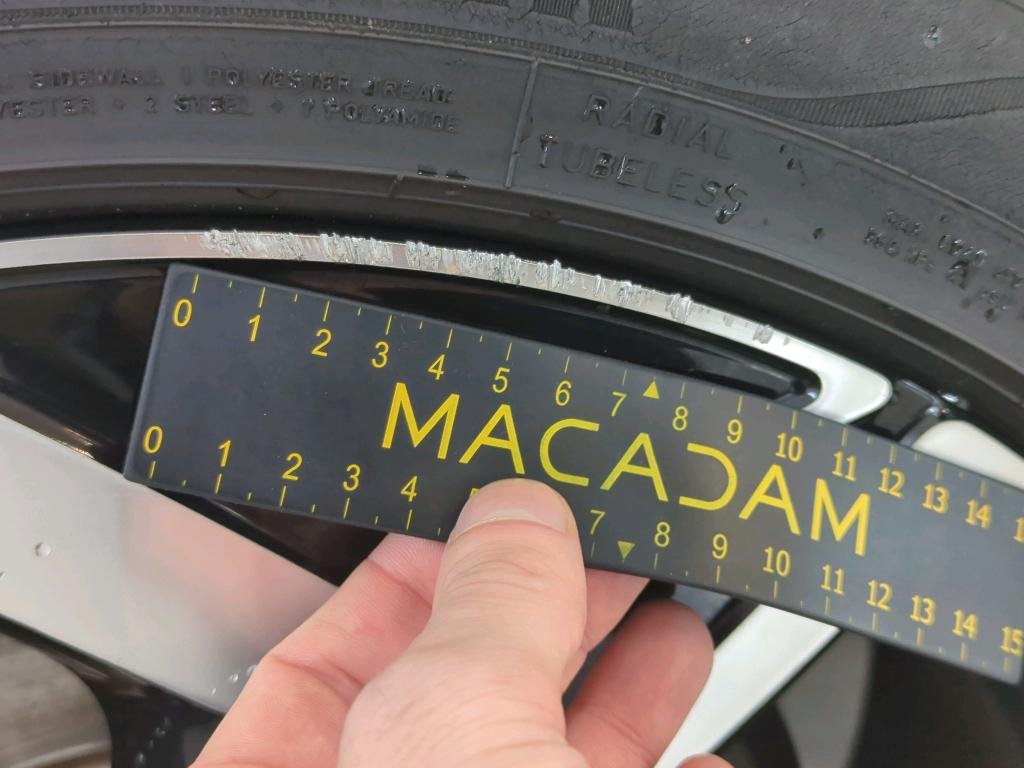 SIDEWALL 1 POLYESTER TREAD:
YESTER + 2 STEEL + 1 POLYAMIDE
RADIAL
TUBELESS
0 1 2 3 4 5 6 7 8 9 10 11 12 13 14
MACADAM
0 1 2 3 4 7 8 9 10 11 12 13 14 15